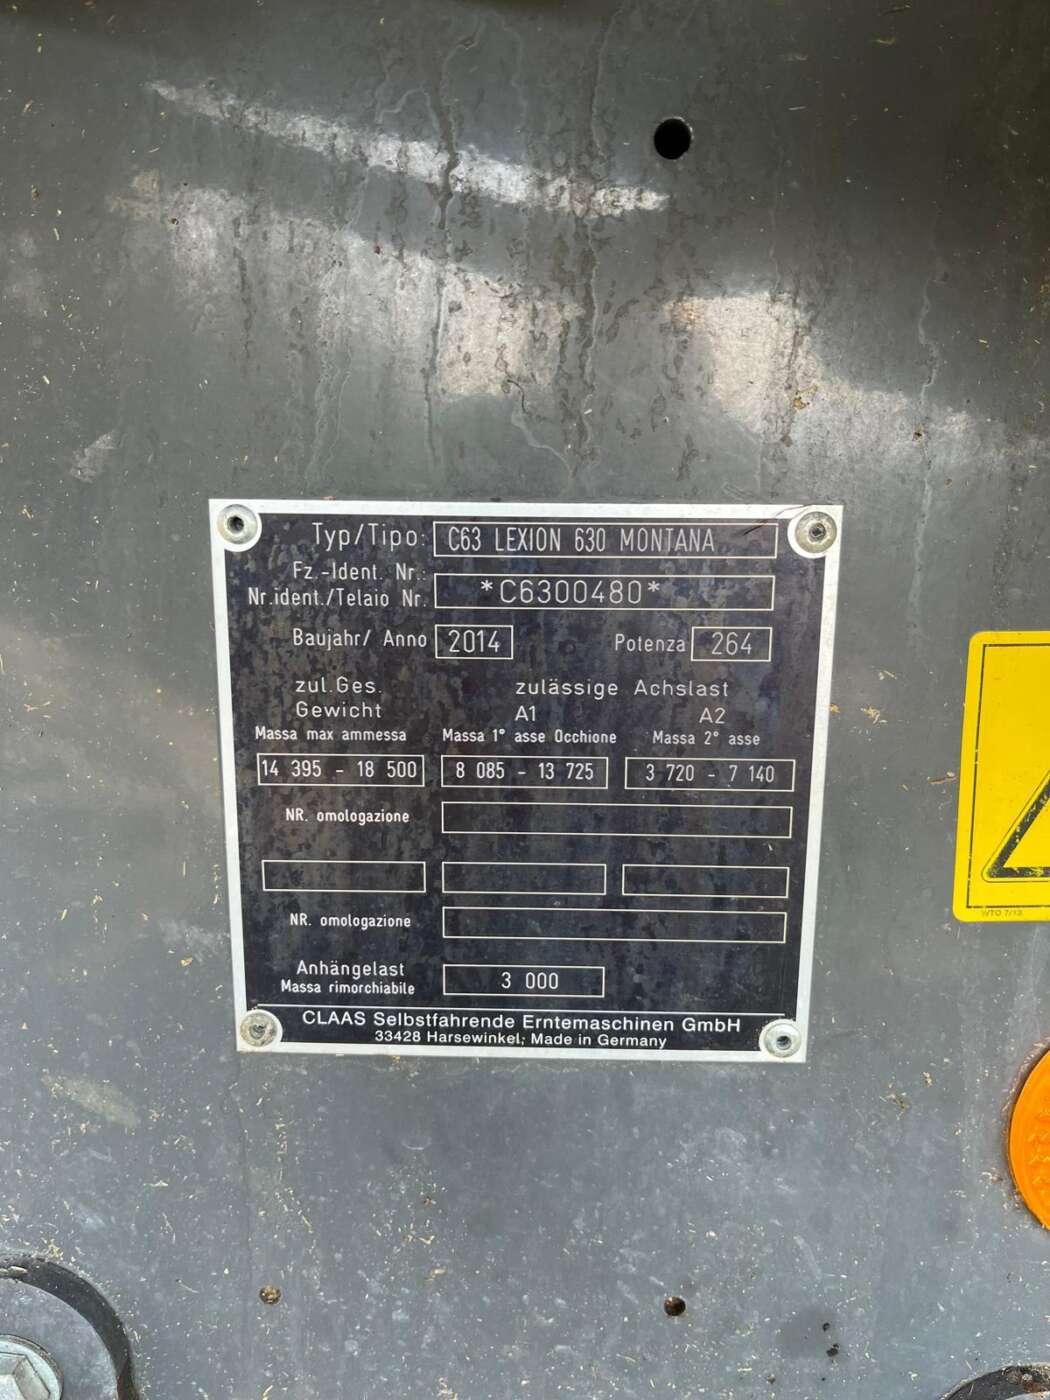 Typ/Tipo: C63 LEXION 630 MONTANA
Fz.-Ident. Nr.:
Nr.ident./Telaio Nr. *C6300480*
Baujahr/ Anno 2014 Potenza 264
zul.Ges. zulässige Achslast
Gewicht A1 A2
Massa max ammessa Massa 1° asse Occhione Massa 2° asse
14 395 - 18 500 8 085 - 13 725 3 720 - 7 140
NR. omologazione
NR. omologazione
Anhängelast
Massa rimorchiabile 3 000
CLAAS Selbstfahrende Erntemaschinen GmbH
33428 Harsewinkel, Made in Germany
WTO 7/13